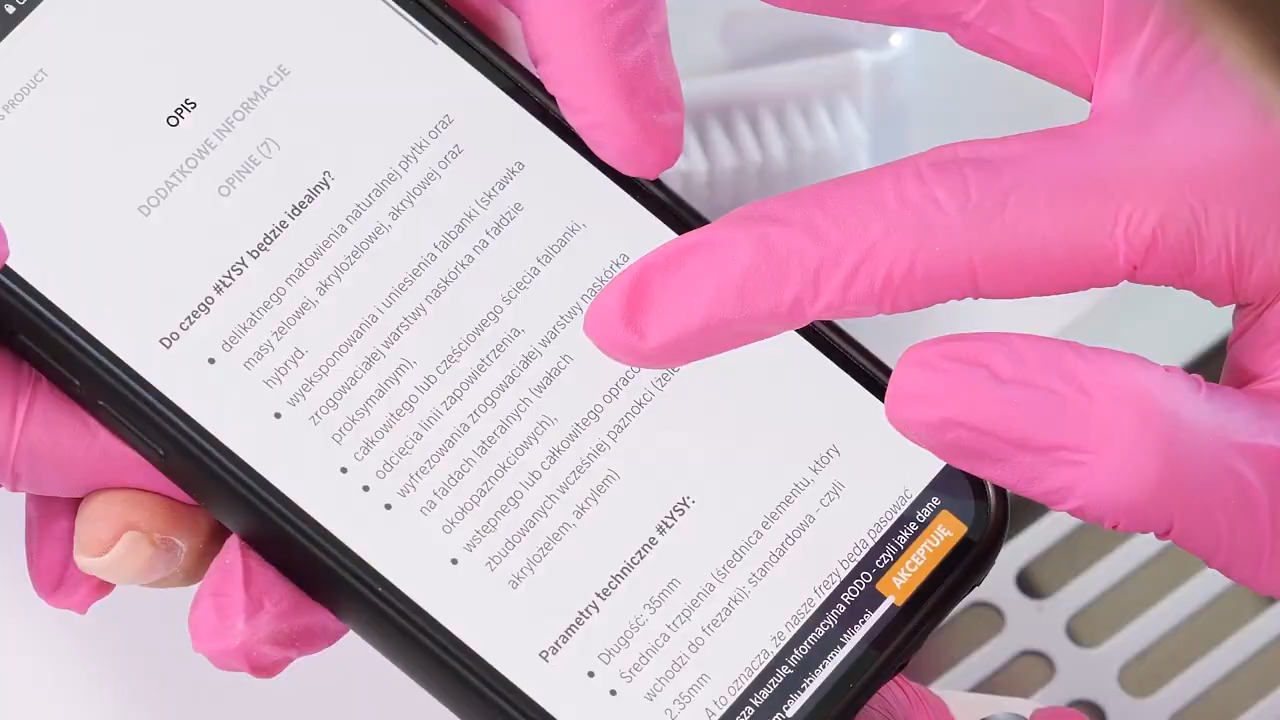 S PRODUCT
OPIS
DODATKOWE INFORMACJE
OPINIE (7)
Do czego #ŁYSY będzie idealny?
delikatnego matowienia naturalnej płytki oraz
masy żelowej, akrylożelowej, akrylowej oraz
hybryd.
wyeksponowania i uniesienia falbanki (skrawka
zrogowaciałej warstwy naskórka na fałdzie
proksymalnym),
całkowitego lub częściowego ścięcia falbanki,
odcięcia linii zapowietrzenia,
wyfrezowania zrogowaciałej warstwy naskórka
na fałdach lateralnych (wałach
okołopaznokciowych),
wstępnego lub całkowitego
zbudowanych wcześniej paznokci
akrylożelem, akrylem)
Parametry techniczne #ŁYSY:
Długość: 35mm
Średnica trzpienia (średnica elementu, który
wchodzi do frezarki): standardowa - czyli
2.35mm
A to oznacza, że nasze frezy będą pasować
klauzulę informacyjną RODO - czyli jakie dane
celu zbieramy. Więcej
AKCEPTUJĘ